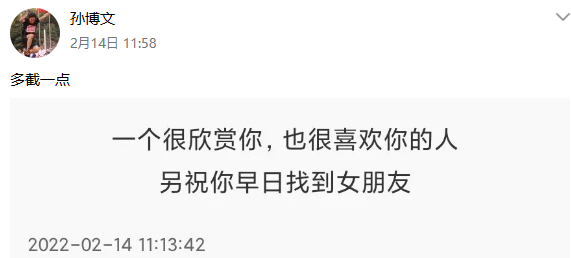 孙博文
2月14日 11:58
多截一点
一个很欣赏你，也很喜欢你的人
另祝你早日找到女朋友
2022-02-14 11:13:42